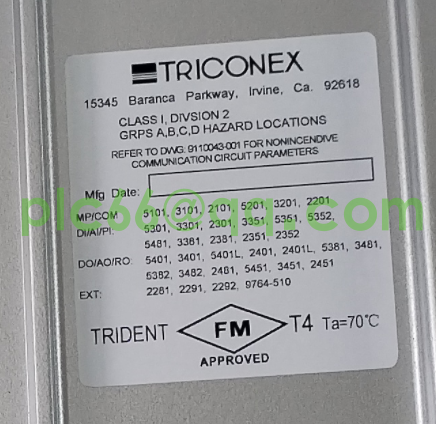 TRICONEX
15345 Baranca Parkway, Irvine, Ca. 92618
CLASS I, DIVSION 2
GRPS A,B,C,D HAZARD LOCATIONS
REFER TO DWG: 9110043-001 FOR NONINCENDIVE
COMMUNICATION CIRCUIT PARAMETERS
Mfg Date:
plc66@qq.com
MP/COM 5101, 3101, 2101, 5201, 3201, 2201
DI/AI/PI: 5301, 3301, 2301, 3351, 5351, 5352,
5481, 3381, 2381, 2351, 2352
DO/AO/RO: 5401, 3401, 5401L, 2401, 2401L, 5381, 3481,
5382, 3482, 2481, 5451, 3451, 2451
EXT: 2281, 2291, 2292, 9764-510
TRIDENT FM T4 Ta=70°C
APPROVED